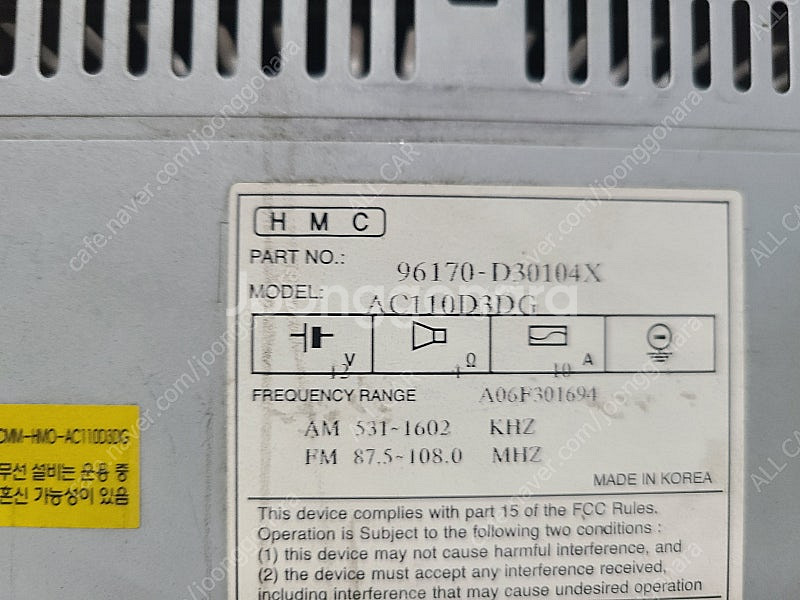 H M C
PART NO.: 96170-D30104X
MODEL: AC110D3DG
V Ω 10 A
FREQUENCY RANGE A06F301694
AM 531~1602 KHZ
FM 87.5~108.0 MHZ
MADE IN KOREA
This device complies with part 15 of the FCC Rules.
Operation is Subject to the following two conditions :
(1) this device may not cause harmful interference, and
(2) the device must accept any interference received,
including interference that may cause undesired operation
CMM-HMO-AC110D3DG
무선 설비는 운용 중
혼신 가능성이 있음
Joonggonara
cafe.naver.com/joonggonara
ALL CAR